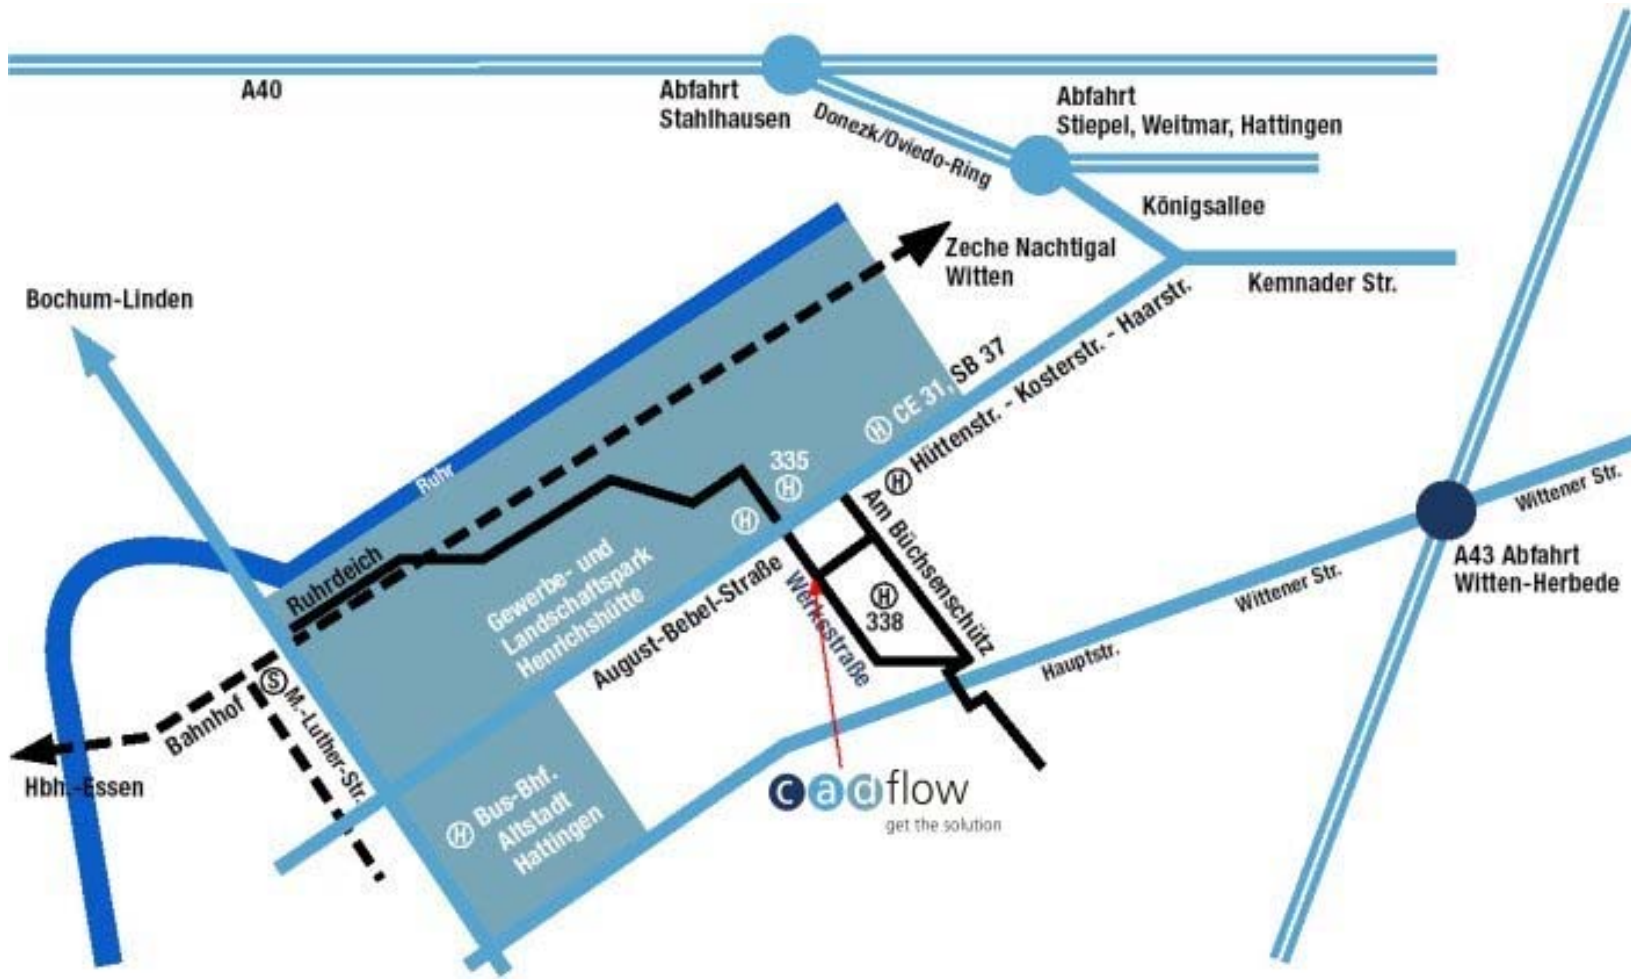 A40
Abfahrt
Stahlhausen
Donezk/Oviedo-Ring
Abfahrt
Stiepel, Weitmar, Hattingen
Königsallee
Kemnader Str.
Zeche Nachtigal
Witten
Bochum-Linden
Ruhr
H CE 31, SB 37
H Hüttenstr. - Kosterstr. - Haarstr.
335
H
H
Am Büchsenschütz
Ruhrdeich
Gewerbe- und
Landschaftspark
Henrichshütte
August-Bebel-Straße
Werksstraße
H
338
Hauptstr.
Wittener Str.
Wittener Str.
A43 Abfahrt
Witten-Herbede
S M.-Luther-Str.
Bahnhof
Hbh.-Essen
H Bus-Bhf.
Altstadt
Hattingen
cadflow
get the solution